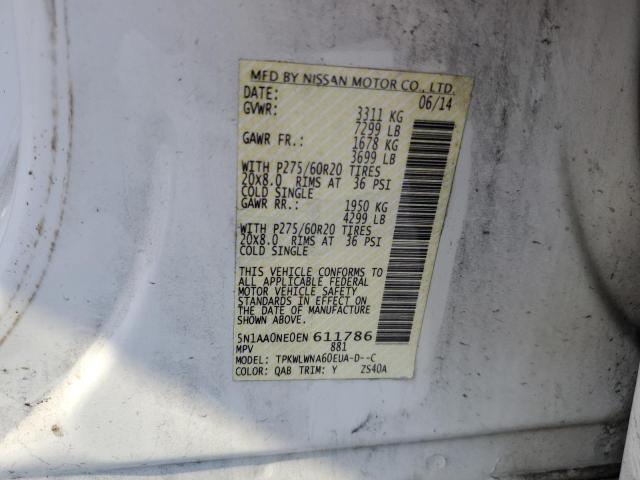 MFD BY NISSAN MOTOR CO., LTD.
DATE: 06/14
GVWR: 3311 KG
7299 LB
GAWR FR.: 1678 KG
3699 LB
WITH P275/60R20 TIRES
20X8.0 RIMS AT 36 PSI
COLD SINGLE
GAWR RR.: 1950 KG
4299 LB
WITH P275/60R20 TIRES
20X8.0 RIMS AT 36 PSI
COLD SINGLE
THIS VEHICLE CONFORMS TO
ALL APPLICABLE FEDERAL
MOTOR VEHICLE SAFETY
STANDARDS IN EFFECT ON
THE DATE OF MANUFACTURE
SHOWN ABOVE.
5N1AA0NE0EN 611786
MPV 881
MODEL: TPKWLWNA60EUA-D--C
COLOR: QAB TRIM: Y ZS40A